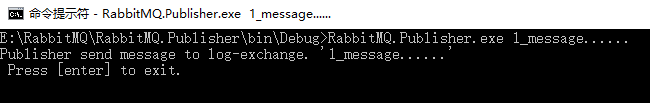 命令提示符 - RabbitMQ.Publisher.exe  1_message......
E:\RabbitMQ\RabbitMQ.Publisher\bin\Debug>RabbitMQ.Publisher.exe 1_message......
Publisher send message to log-exchange. '1_message......'
 Press [enter] to exit.